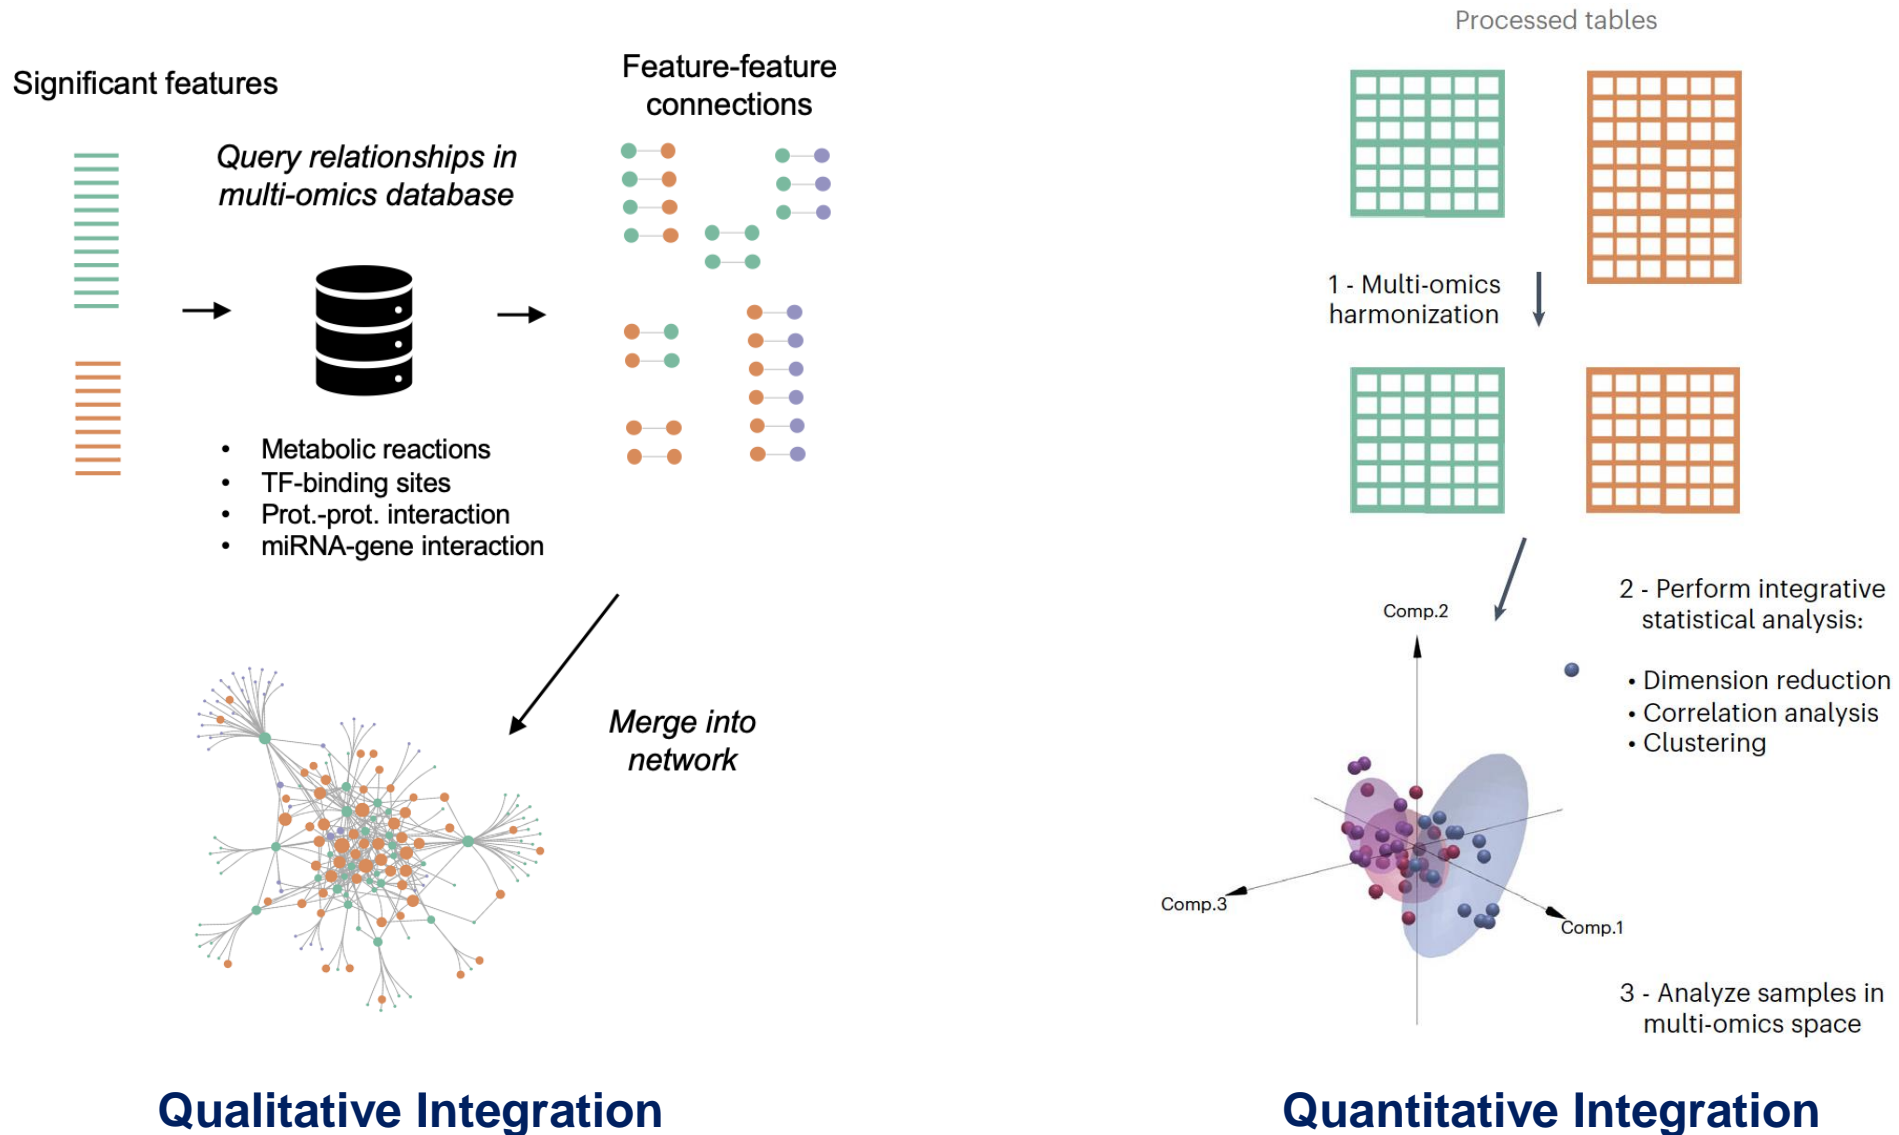 Significant features
Query relationships in
multi-omics database
• Metabolic reactions
• TF-binding sites
• Prot.-prot. interaction
• miRNA-gene interaction
Feature-feature
connections
Merge into
network
Qualitative Integration
Processed tables
1 - Multi-omics
harmonization
2 - Perform integrative
statistical analysis:
• Dimension reduction
• Correlation analysis
• Clustering
Comp.2
Comp.3
Comp.1
3 - Analyze samples in
multi-omics space
Quantitative Integration